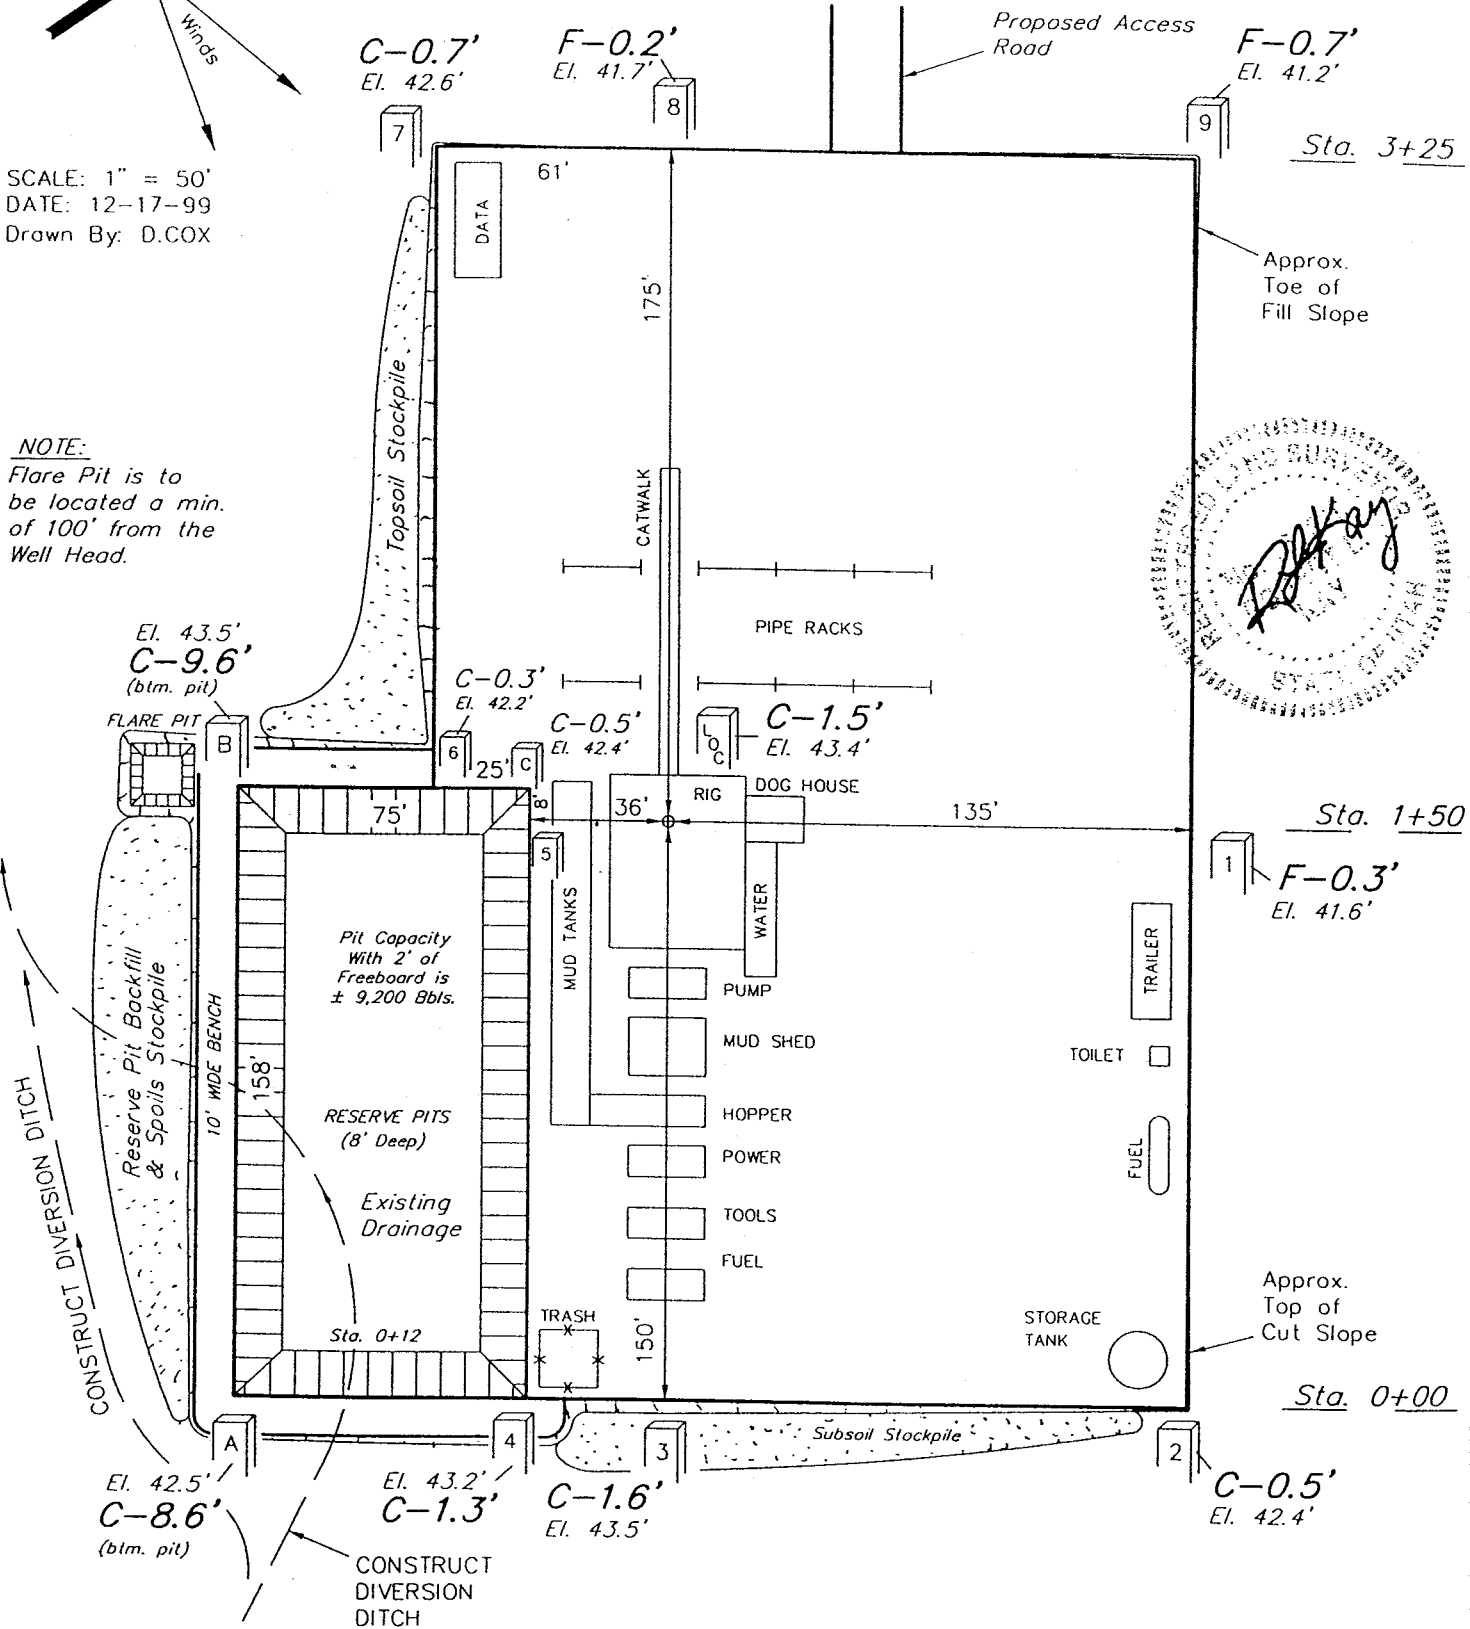 Winds
C-0.7'
El. 42.6'
F-0.2'
El. 41.7'
Proposed Access
Road
F-0.7'
El. 41.2'
7
8
9
Sta. 3+25
SCALE: 1" = 50'
DATE: 12-17-99
Drawn By: D.COX
61'
DATA
175'
Approx.
Toe of
Fill Slope
Topsoil Stockpile
NOTE:
Flare Pit is to
be located a min.
of 100' from the
Well Head.
CATWALK
PIPE RACKS
REGISTERED LAND SURVEYOR
STATE OF UTAH
El. 43.5'
C-9.6'
(btm. pit)
FLARE PIT
B
C-0.3'
El. 42.2'
6
25'
C-0.5'
El. 42.4'
C
LOC
C-1.5'
El. 43.4'
RIG
DOG HOUSE
75'
8'
36'
135'
Sta. 1+50
5
1
F-0.3'
El. 41.6'
MUD TANKS
WATER
TRAILER
Pit Capacity
With 2' of
Freeboard is
± 9,200 Bbls.
PUMP
MUD SHED
TOILET
Reserve Pit Backfill
& Spoils Stockpile
10' WIDE BENCH
158'
RESERVE PITS
(8' Deep)
HOPPER
POWER
FUEL
Existing
Drainage
TOOLS
FUEL
CONSTRUCT DIVERSION DITCH
Sta. 0+12
TRASH
150'
STORAGE
TANK
Approx.
Top of
Cut Slope
Sta. 0+00
A
4
3
Subsoil Stockpile
2
El. 42.5'
C-8.6'
(btm. pit)
El. 43.2'
C-1.3'
C-1.6'
El. 43.5'
C-0.5'
El. 42.4'
CONSTRUCT
DIVERSION
DITCH